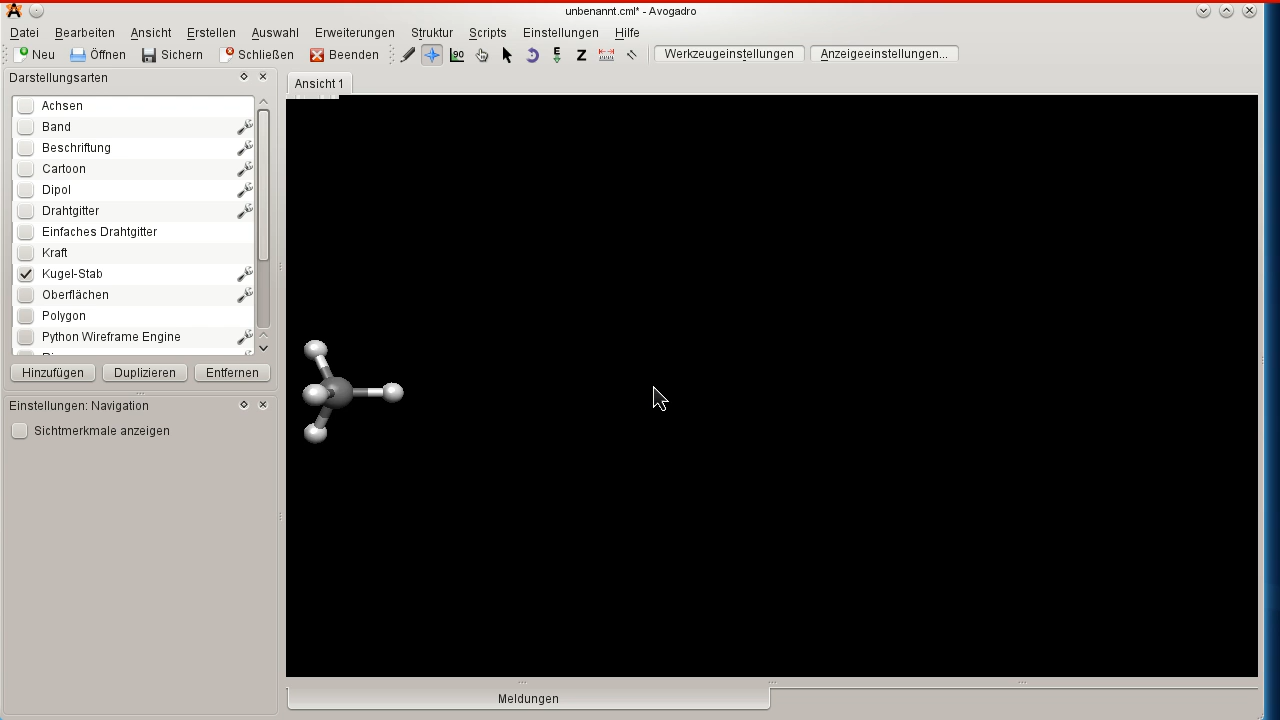 unbenannt.cml* - Avogadro
Datei Bearbeiten Ansicht Erstellen Auswahl Erweiterungen Struktur Scripts Einstellungen Hilfe
Neu Öffnen Sichern Schließen Beenden 90 E Z Werkzeugeinstellungen Anzeigeeinstellungen...
Darstellungsarten
Ansicht 1
Achsen
Band
Beschriftung
Cartoon
Dipol
Drahtgitter
Einfaches Drahtgitter
Kraft
Kugel-Stab
Oberflächen
Polygon
Python Wireframe Engine
Hinzufügen Duplizieren Entfernen
Einstellungen: Navigation
Sichtmerkmale anzeigen
Meldungen